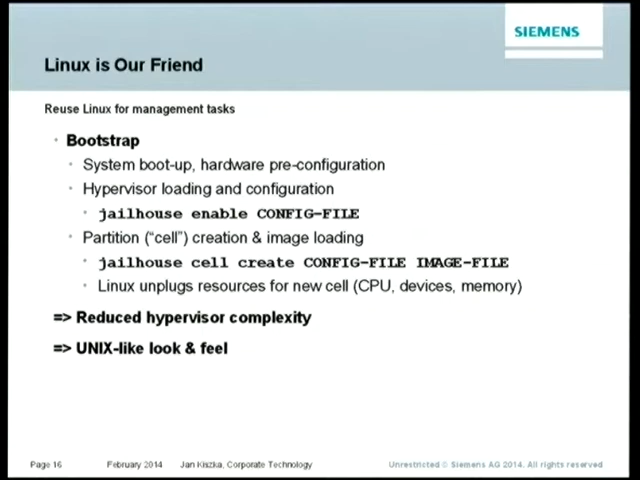 SIEMENS
Linux is Our Friend
Reuse Linux for management tasks
· Bootstrap
· System boot-up, hardware pre-configuration
· Hypervisor loading and configuration
· jailhouse enable CONFIG-FILE
· Partition (“cell”) creation & image loading
· jailhouse cell create CONFIG-FILE IMAGE-FILE
· Linux unplugs resources for new cell (CPU, devices, memory)
=> Reduced hypervisor complexity
=> UNIX-like look & feel
Page 16 February 2014 Jan Kiszka, Corporate Technology Unrestricted © Siemens AG 2014. All rights reserved